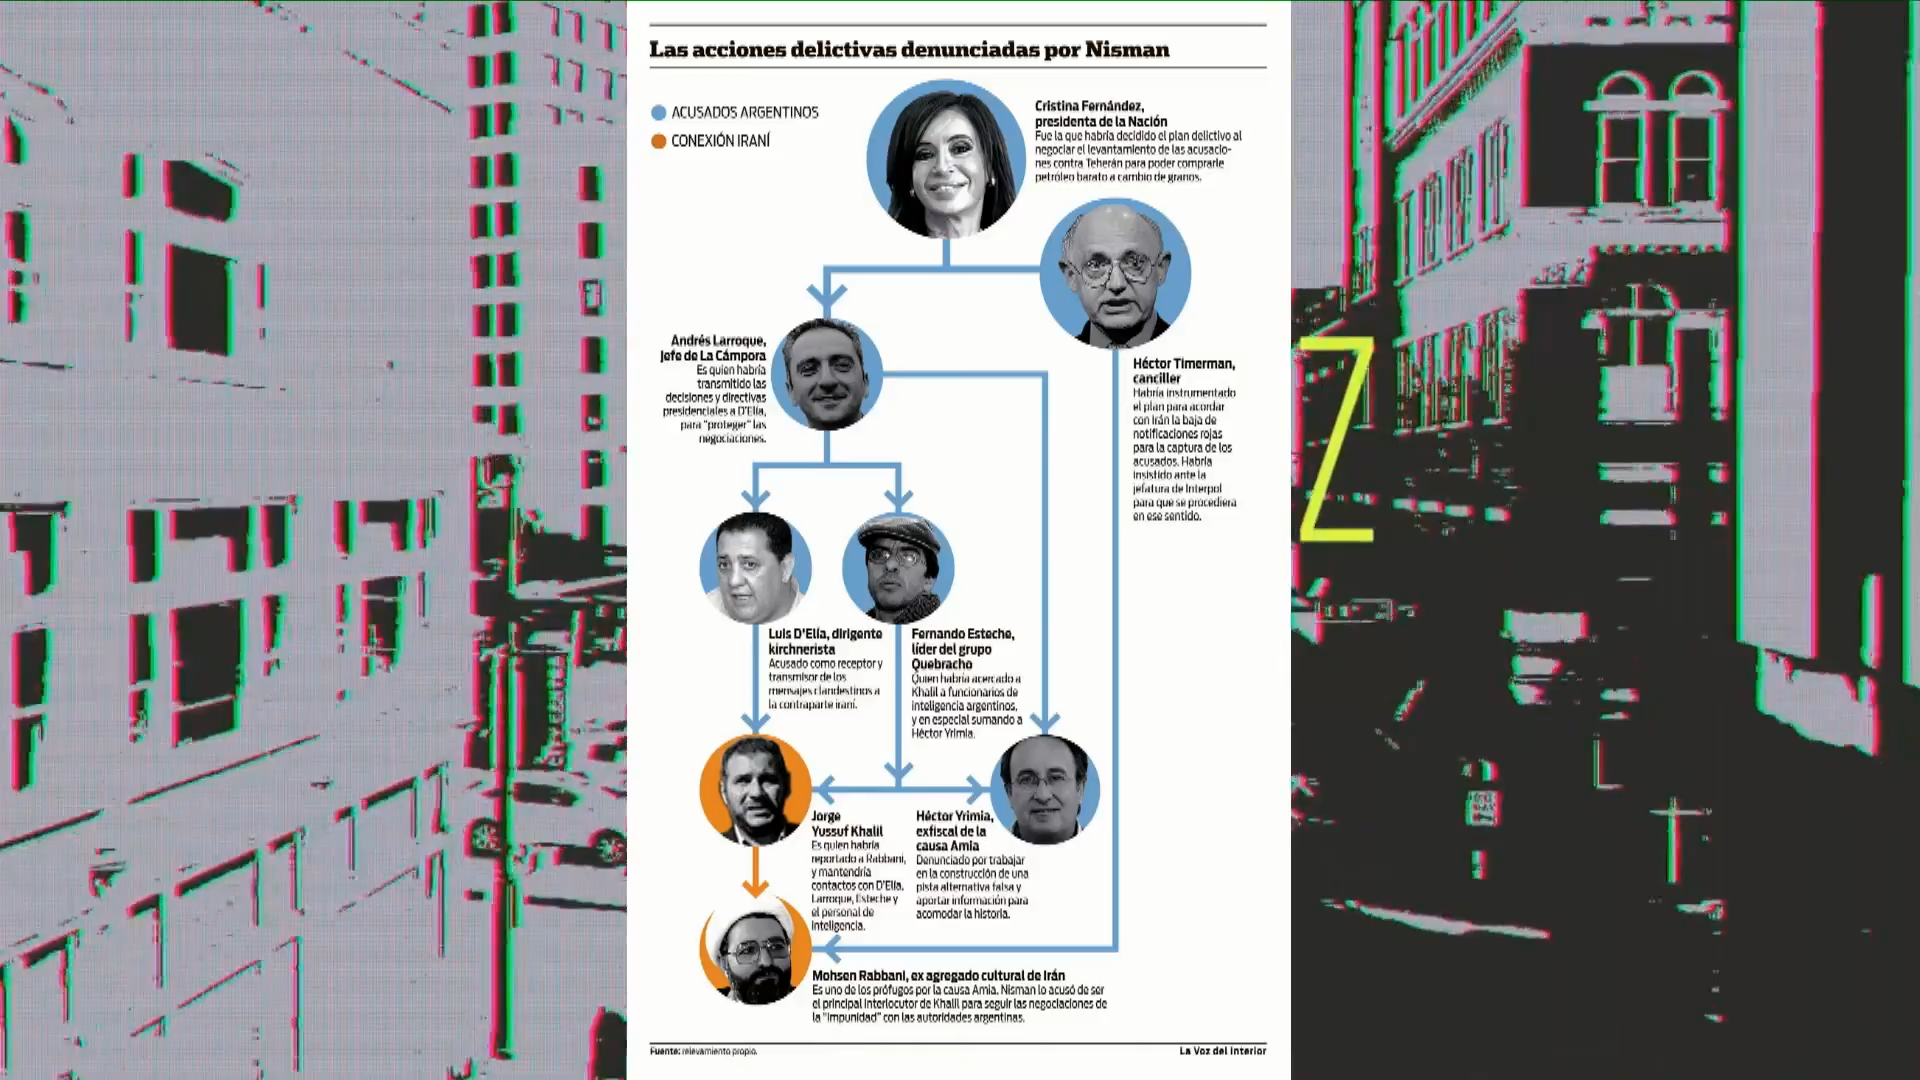 Las acciones delictivas denunciadas por Nisman
ACUSADOS ARGENTINOS
CONEXIÓN IRANÍ
Cristina Fernández,
presidenta de la Nación
Fue la que habría decidido el plan delictivo al
negociar el levantamiento de las acusacio-
nes contra Teherán para poder comprarle
petróleo barato a cambio de granos.
Andrés Larroque,
jefe de La Cámpora
Es quien habría
transmitido las
decisiones y directivas
presidenciales a D'Elía,
para "proteger" las
negociaciones.
Héctor Timerman,
canciller
Habría instrumentado
el plan para acordar
con Irán la baja de
notificaciones rojas
para la captura de los
acusados. Habría
insistido ante la
jefatura de Interpol
para que se procediera
en ese sentido.
Z
Luis D'Elía, dirigente
kirchnerista
Acusado como receptor y
transmisor de los
mensajes clandestinos a
la contraparte iraní.
Fernando Esteche,
líder del grupo
Quebracho
Quien habría acercado a
Khalil a funcionarios de
inteligencia argentinos,
y en especial sumando a
Héctor Yrimia.
Jorge
Yussuf Khalil
Es quien habría
reportado a Rabbani,
y mantendría
contactos con D'Elía,
Larroque, Esteche y
el personal de
inteligencia.
Héctor Yrimia,
exfiscal de la
causa Amia
Denunciado por trabajar
en la construcción de una
pista alternativa falsa y
aportar información para
acomodar la historia.
Mohsen Rabbani, ex agregado cultural de Irán
Es uno de los prófugos por la causa Amia. Nisman lo acusó de ser
el principal interlocutor de Khalil para seguir las negociaciones de
la "impunidad" con las autoridades argentinas.
Fuente: relevamiento propio.
La Voz del Interior